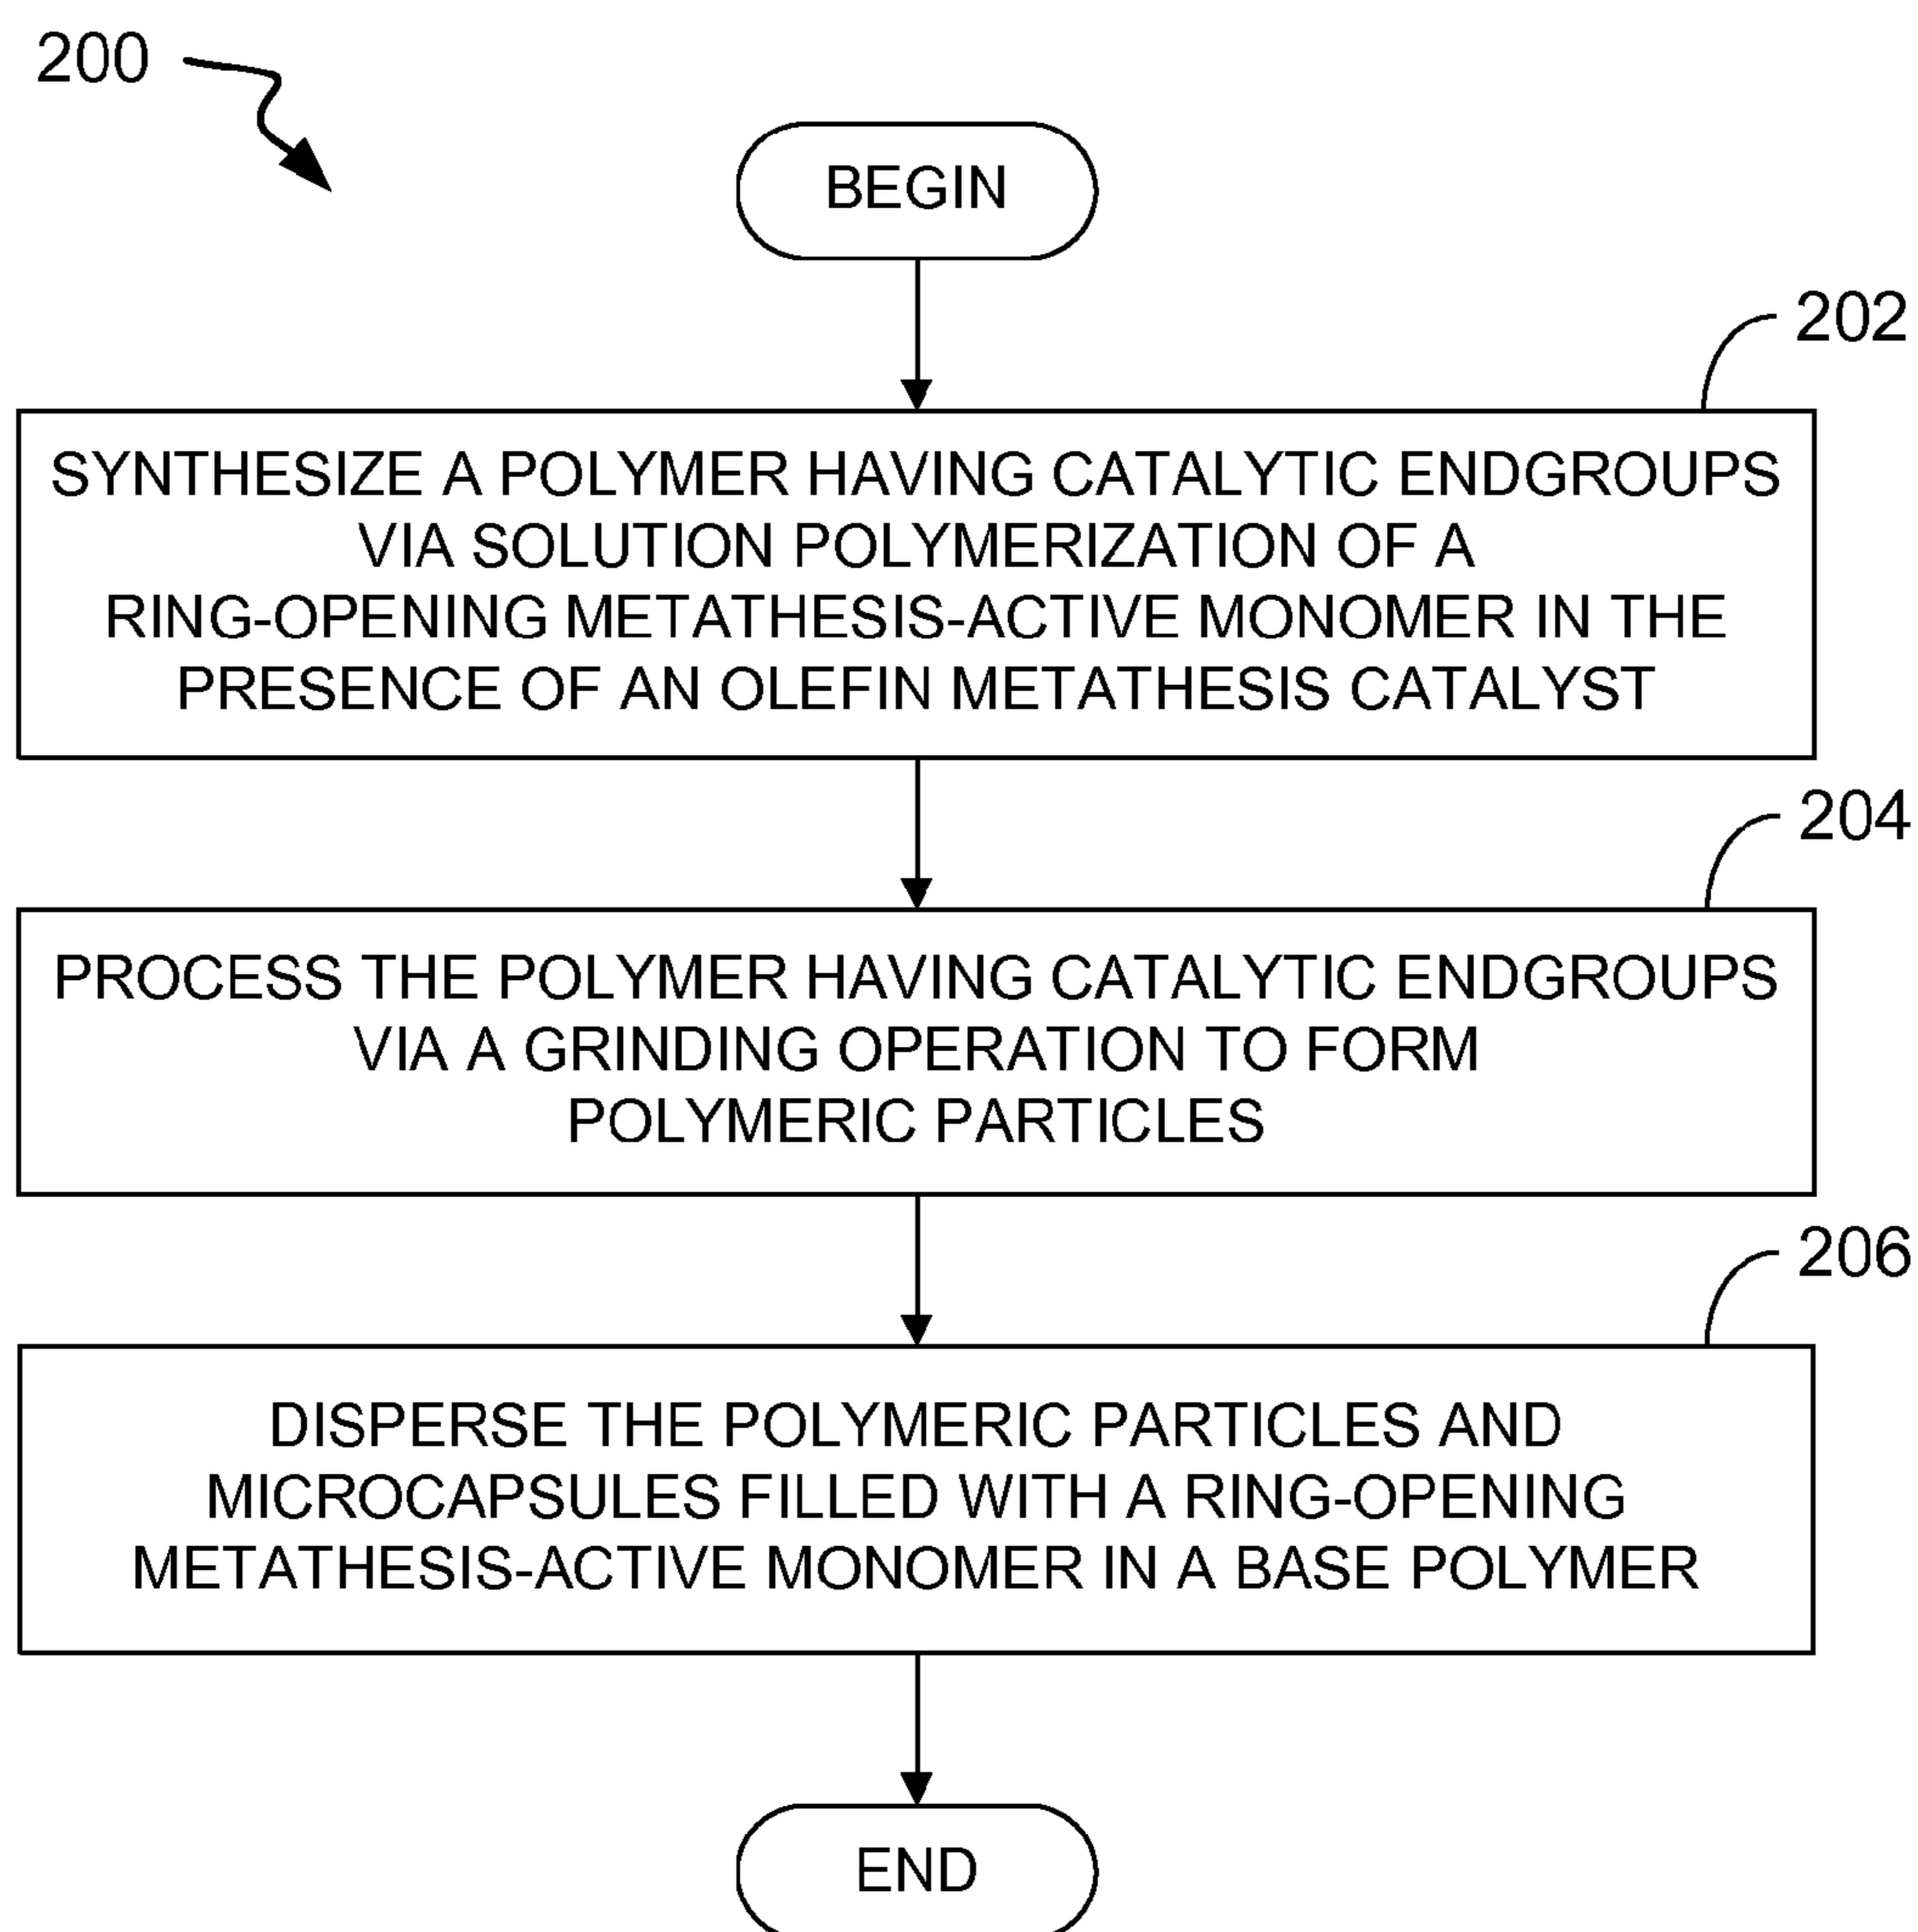 200
BEGIN
202
SYNTHESIZE A POLYMER HAVING CATALYTIC ENDGROUPS
VIA SOLUTION POLYMERIZATION OF A
RING-OPENING METATHESIS-ACTIVE MONOMER IN THE
PRESENCE OF AN OLEFIN METATHESIS CATALYST
204
PROCESS THE POLYMER HAVING CATALYTIC ENDGROUPS
VIA A GRINDING OPERATION TO FORM
POLYMERIC PARTICLES
206
DISPERSE THE POLYMERIC PARTICLES AND
MICROCAPSULES FILLED WITH A RING-OPENING
METATHESIS-ACTIVE MONOMER IN A BASE POLYMER
END